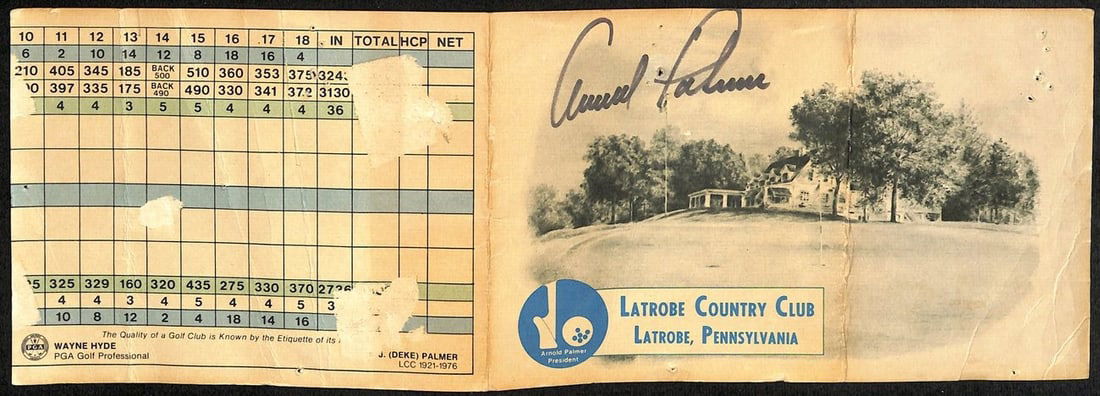 10 11 12 13 14 15 16 17 18 IN TOTAL HCP NET
6 2 10 14 12 8 18 16 4
210 405 345 185 BACK 500 510 360 353 375 324
397 335 175 BACK 490 490 330 341 372 3130
4 4 3 5 5 4 4 4 36
325 329 160 320 435 275 330 370 2736
4 4 3 4 5 4 4 5 3
10 8 12 2 4 18 14 16
The Quality of a Golf Club is Known by the Etiquette of its
PGA
WAYNE HYDE
PGA Golf Professional
J. (DEKE) PALMER
LCC 1921-1976
Arnold Palmer
Arnold Palmer
President
LATROBE COUNTRY CLUB
LATROBE, PENNSYLVANIA